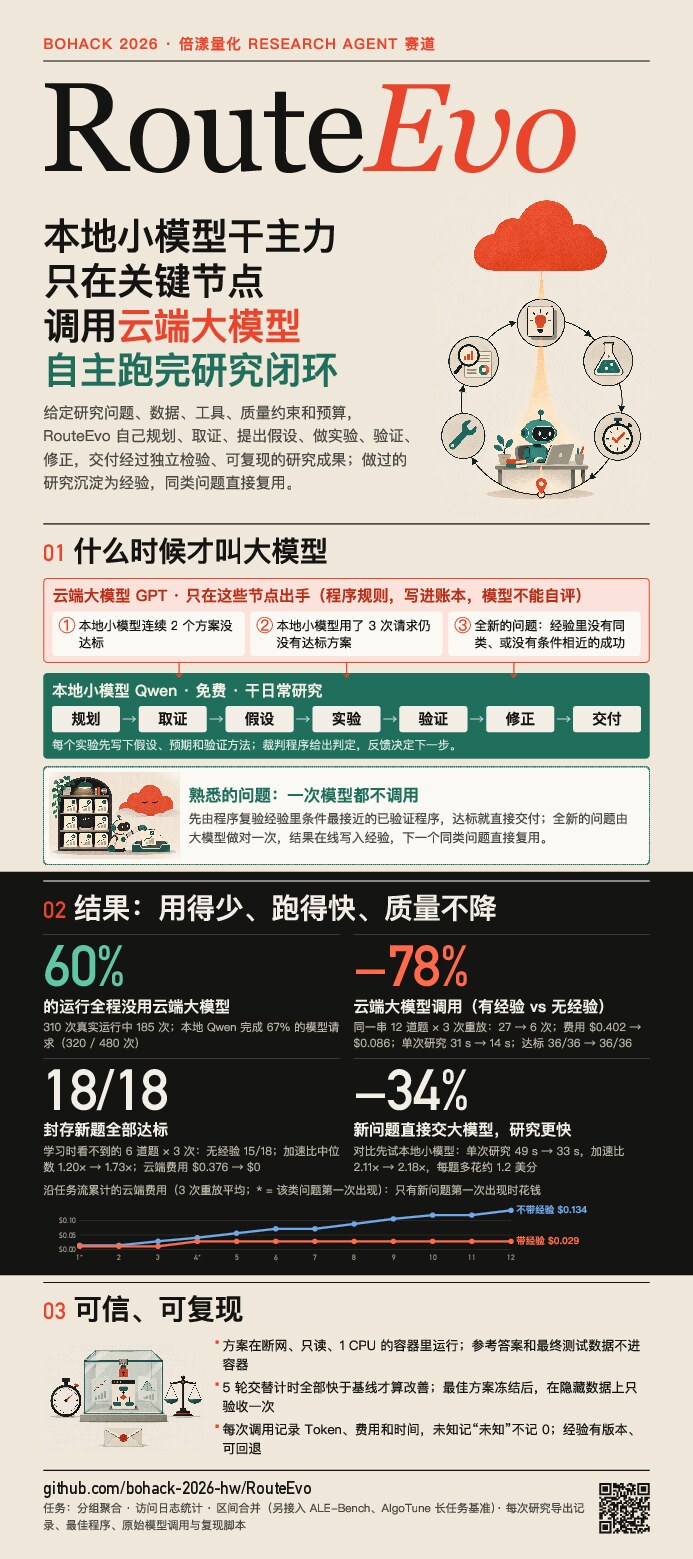 BOHACK 2026 · 倍漾量化 RESEARCH AGENT 赛道
RouteEvo
本地小模型干主力
只在关键节点
调用云端大模型
自主跑完研究闭环
给定研究问题、数据、工具、质量约束和预算，
RouteEvo 自己规划、取证、提出假设、做实验、验证、
修正，交付经过独立检验、可复现的研究成果；做过的
研究沉淀为经验，同类问题直接复用。
01 什么时候才叫大模型
云端大模型 GPT · 只在这些节点出手（程序规则，写进账本，模型不能自评）
① 本地小模型连续 2 个方案没
达标
② 本地小模型用了 3 次请求仍
没有达标方案
③ 全新的问题：经验里没有同
类、或没有条件相近的成功
本地小模型 Qwen · 免费 · 干日常研究
规划 → 取证 → 假设 → 实验 → 验证 → 修正 → 交付
每个实验先写下假设、预期和验证方法；裁判程序给出判定，反馈决定下一步。
熟悉的问题：一次模型都不调用
先由程序复验经验里条件最接近的已验证程序，达标就直接交付；全新的问题由
大模型做对一次，结果在线写入经验，下一个同类问题直接复用。
02 结果：用得少、跑得快、质量不降
60%
的运行全程没用云端大模型
310 次真实运行中 185 次；本地 Qwen 完成 67% 的模型请
求（320 / 480 次）
−78%
云端大模型调用（有经验 vs 无经验）
同一串 12 道题 × 3 次重放：27 → 6 次；费用 $0.402 →
$0.086；单次研究 31 s → 14 s；达标 36/36 → 36/36
18/18
封存新题全部达标
学习时看不到的 6 道题 × 3 次：无经验 15/18；加速比中位
数 1.20× → 1.73×；云端费用 $0.376 → $0
−34%
新问题直接交大模型，研究更快
对比先试本地小模型：单次研究 49 s → 33 s，加速比
2.11× → 2.18×，每题多花约 1.2 美分
沿任务流累计的云端费用（3 次重放平均；* = 该类问题第一次出现）：只有新问题第一次出现时花钱
$0.10
$0.05
$0.00
1* 2 3 4* 5 6 7 8 9 10 11 12
不带经验 $0.134
带经验 $0.029
03 可信、可复现
方案在断网、只读、1 CPU 的容器里运行；参考答案和最终测试数据不进
容器
5 轮交替计时全部快于基线才算改善；最佳方案冻结后，在隐藏数据上只
验收一次
每次调用记录 Token、费用和时间，未知记“未知”不记 0；经验有版本、
可回退
github.com/bohack-2026-hw/RouteEvo
任务：分组聚合 · 访问日志统计 · 区间合并（另接入 ALE-Bench、AlgoTune 长任务基准）· 每次研究导出记
录、最佳程序、原始模型调用与复现脚本